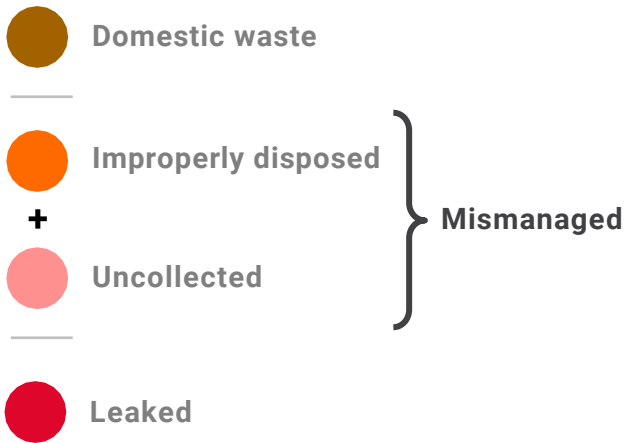 Domestic waste
Improperly disposed
+
Mismanaged
Uncollected
Leaked